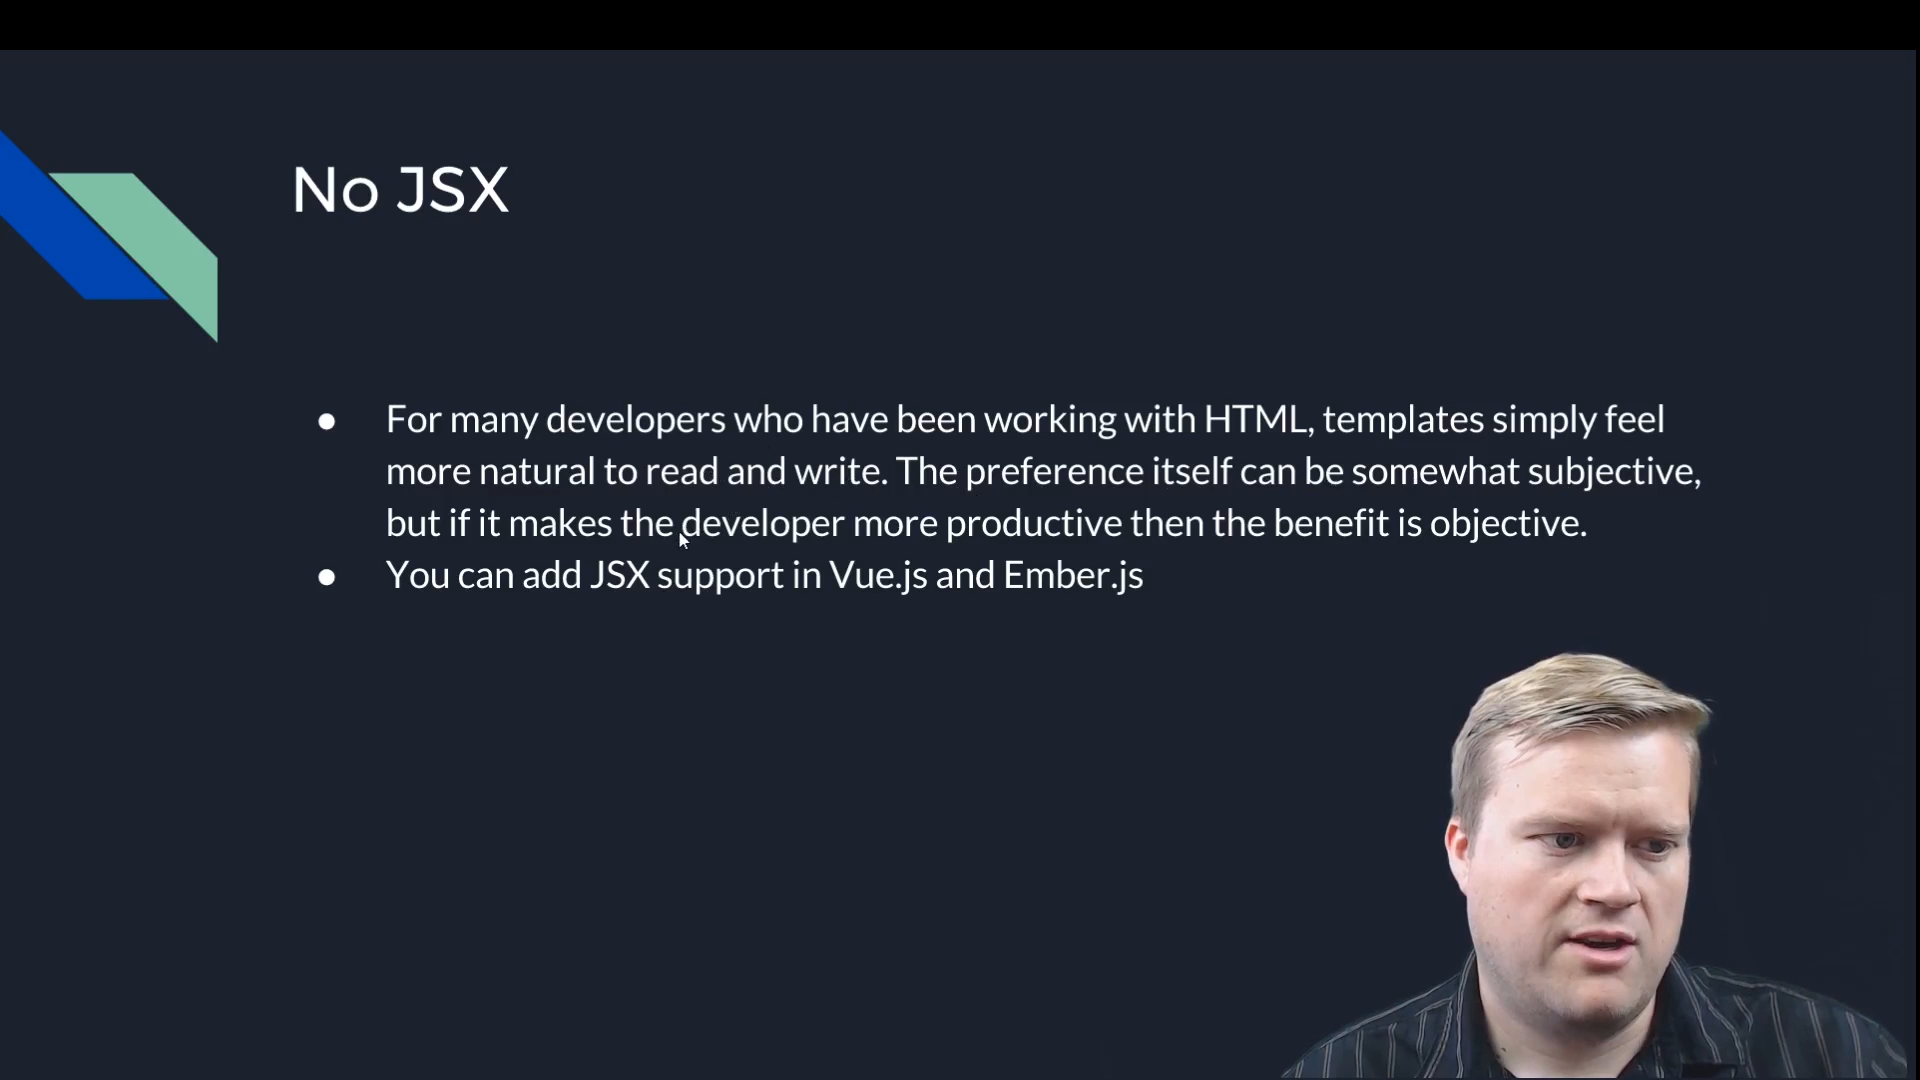 No JSX
● For many developers who have been working with HTML, templates simply feel
more natural to read and write. The preference itself can be somewhat subjective,
but if it makes the developer more productive then the benefit is objective.
● You can add JSX support in Vue.js and Ember.js